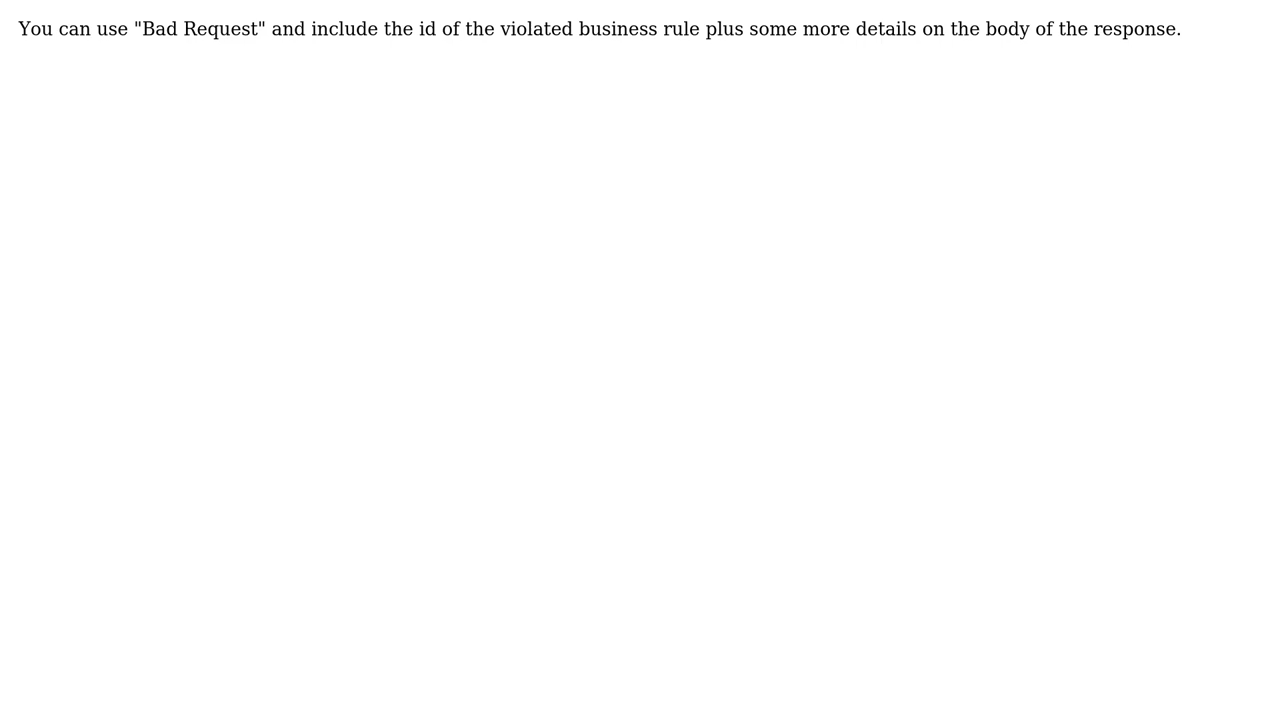 You can use "Bad Request" and include the id of the violated business rule plus some more details on the body of the response.